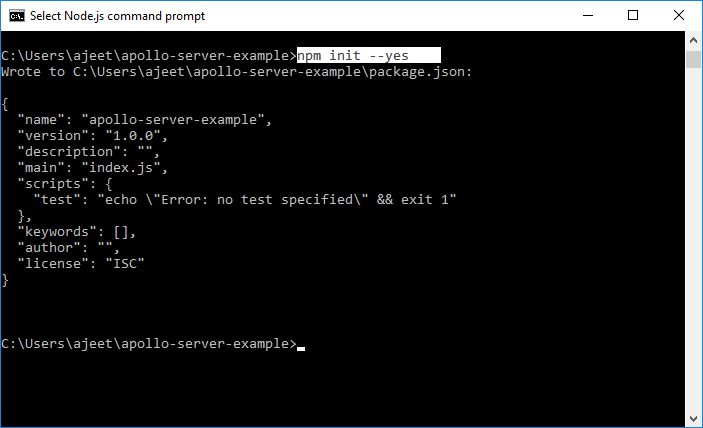 Select Node.js command prompt
C:\Users\ajeet\apollo-server-example>npm init --yes
Wrote to C:\Users\ajeet\apollo-server-example\package.json:
{
  "name": "apollo-server-example",
  "version": "1.0.0",
  "description": "",
  "main": "index.js",
  "scripts": {
    "test": "echo \"Error: no test specified\" && exit 1"
  },
  "keywords": [],
  "author": "",
  "license": "ISC"
}
C:\Users\ajeet\apollo-server-example>